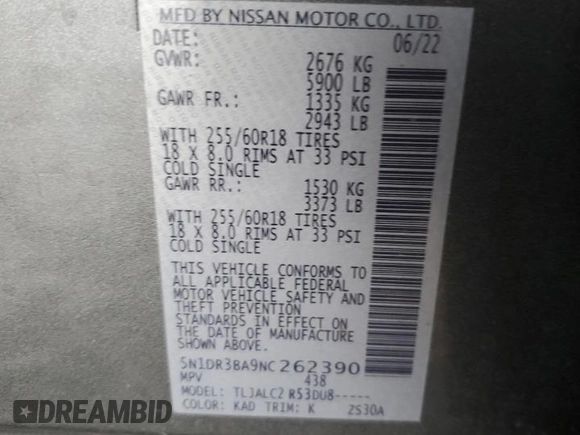 MFD BY NISSAN MOTOR CO., LTD.
DATE: 06/22
GVWR: 2676 KG
5900 LB
GAWR FR.: 1335 KG
2943 LB
WITH 255/60R18 TIRES
18 X 8.0 RIMS AT 33 PSI
COLD SINGLE
GAWR RR.: 1530 KG
3373 LB
WITH 255/60R18 TIRES
18 X 8.0 RIMS AT 33 PSI
COLD SINGLE
THIS VEHICLE CONFORMS TO
ALL APPLICABLE FEDERAL
MOTOR VEHICLE SAFETY AND
THEFT PREVENTION
STANDARDS IN EFFECT ON
THE DATE OF MANUFACTURE
SHOWN ABOVE.
5N1DR3BA9NC262390
MPV 438
MODEL: TLJALC2 R53DU8-----
COLOR: KAD TRIM: K 2S30A
EPICVIN